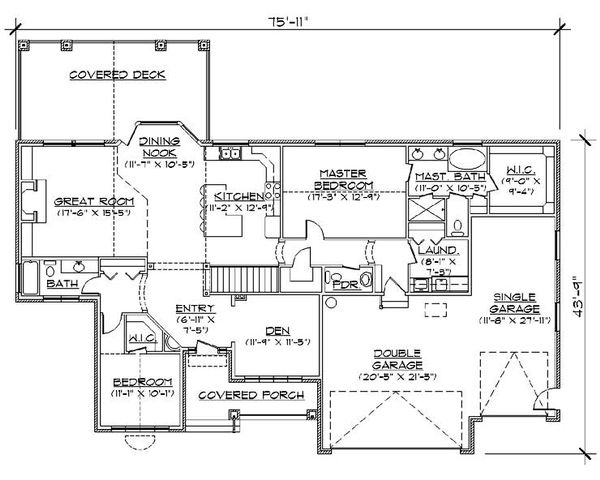 75'-11"
COVERED DECK
DINING
NOOK
(11'-7" X 10'-5")
MASTER
BEDROOM
(17'-3" X 12'-9")
MAST. BATH
(11'-0" X 10'-5")
W.I.C.
(9'-0" X
9'-4")
GREAT ROOM
(17'-6" X 15'-5")
KITCHEN
(11'-2" X 12'-9")
LAUND.
(8'-1" X
7'-5")
BATH
PDR.
ENTRY
(6'-11" X
7'-5")
DEN
(11'-9" X 11'-5")
SINGLE
GARAGE
(11'-8" X 27'-11")
43'-9"
W.I.C.
DOUBLE
GARAGE
(20'-5" X 21'-5")
BEDROOM
(11'-1" X 10'-1")
COVERED PORCH